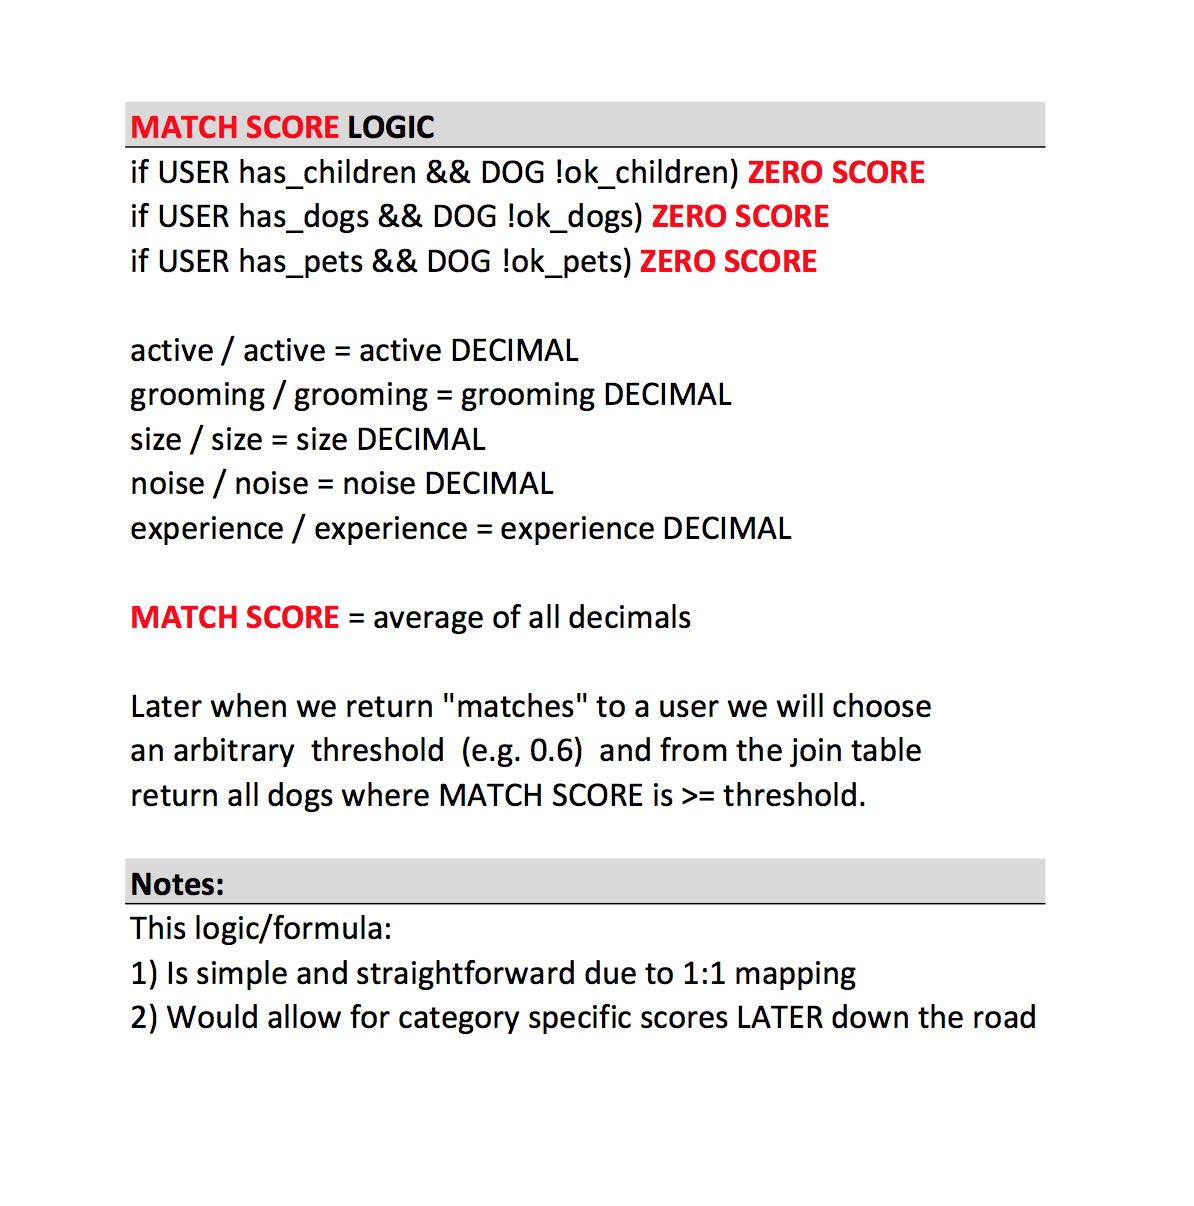 MATCH SCORE LOGIC
if USER has_children && DOG !ok_children) ZERO SCORE
if USER has_dogs && DOG !ok_dogs) ZERO SCORE
if USER has_pets && DOG !ok_pets) ZERO SCORE
active / active = active DECIMAL
grooming / grooming = grooming DECIMAL
size / size = size DECIMAL
noise / noise = noise DECIMAL
experience / experience = experience DECIMAL
MATCH SCORE = average of all decimals
Later when we return "matches" to a user we will choose
an arbitrary  threshold  (e.g. 0.6)  and from the join table
return all dogs where MATCH SCORE is >= threshold.
Notes:
This logic/formula:
1) Is simple and straightforward due to 1:1 mapping
2) Would allow for category specific scores LATER down the road